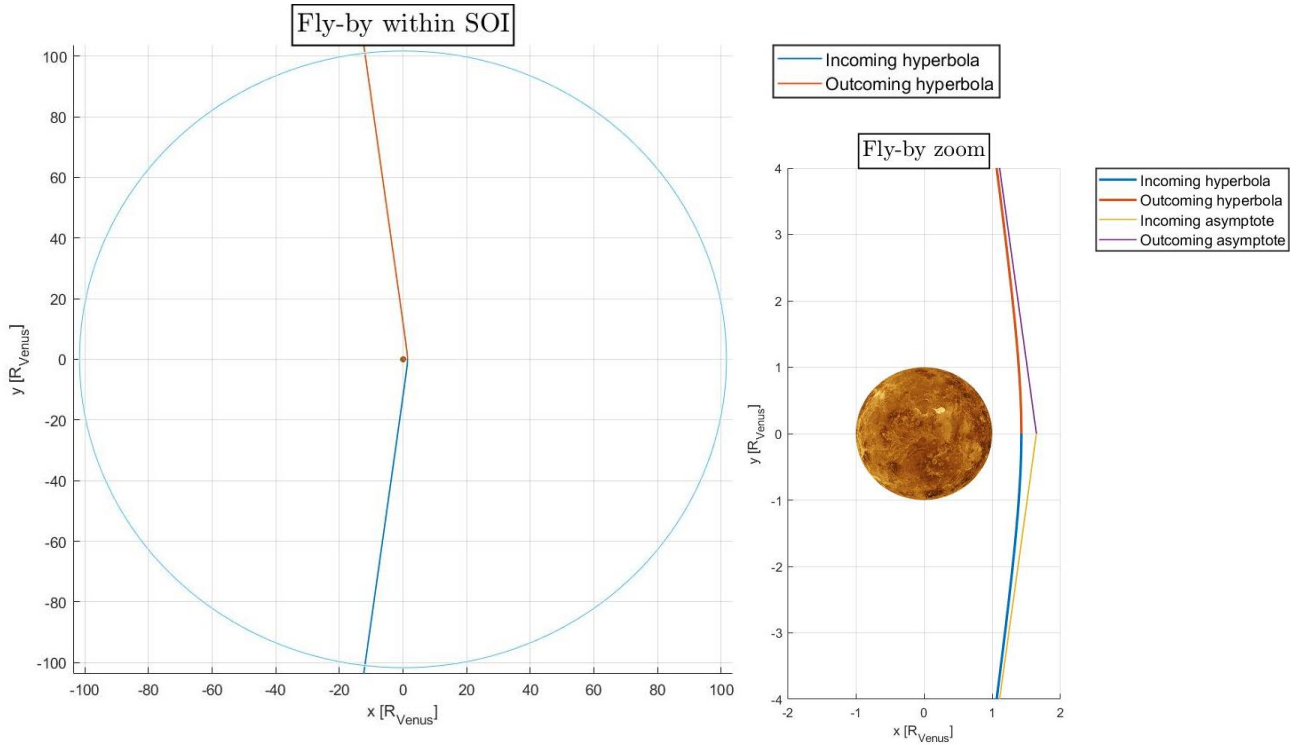 Fly-by within SOI
100
80
60
40
20
0
-20
-40
-60
-80
-100
y [R_Venus]
-100 -80 -60 -40 -20 0 20 40 60 80 100
x [R_Venus]
Incoming hyperbola
Outcoming hyperbola
Fly-by zoom
4
3
2
1
0
-1
-2
-3
-4
y [R_Venus]
-2 -1 0 1 2
x [R_Venus]
Incoming hyperbola
Outcoming hyperbola
Incoming asymptote
Outcoming asymptote